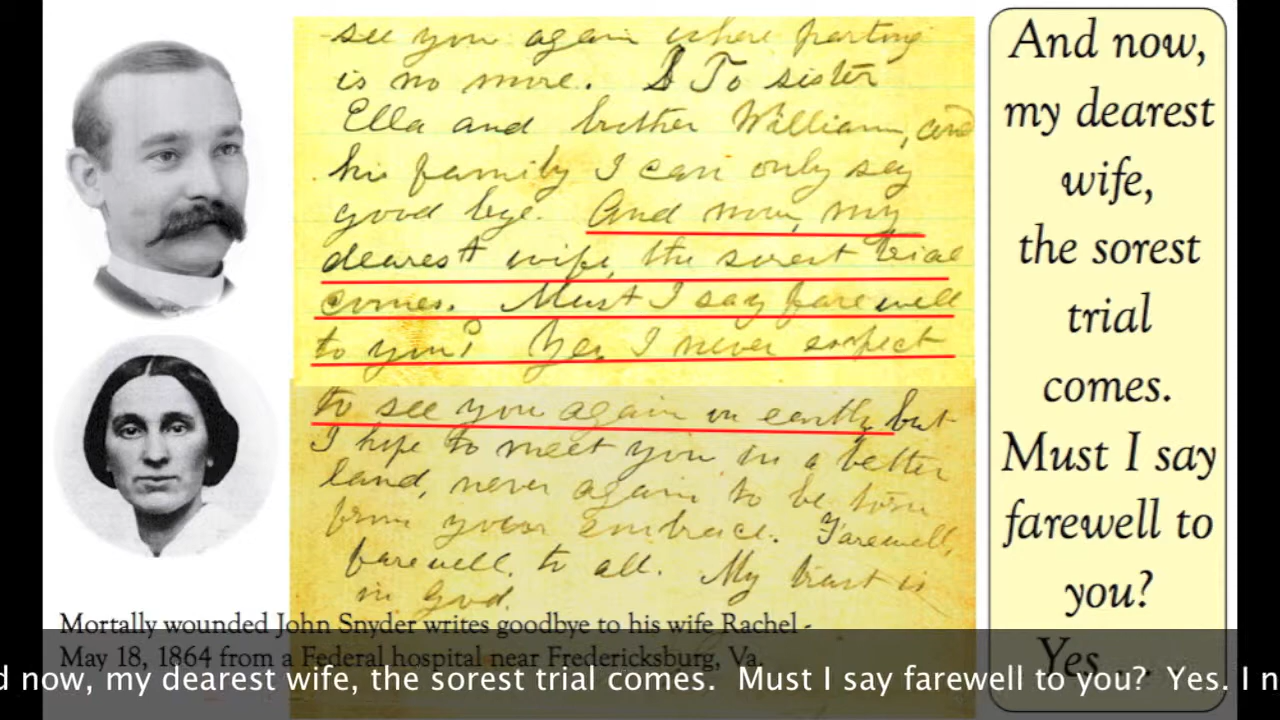 see you again where parting
is no more. To sister
Ella and brother William, and
his family I can only say
good bye. And now, my
dearest wife, the sorest trial
comes. Must I say farewell
to you? Yes I never expect
to see you again on earth, but
I hope to meet you in a better
land, never again to be torn
from your embrace. Farewell,
farewell, to all. My trust is
in God.
And now,
my dearest
wife,
the sorest
trial
comes.
Must I say
farewell to
you?
Yes...
Mortally wounded John Snyder writes goodbye to his wife Rachel -
May 18, 1864 from a Federal hospital near Fredericksburg, Va.
d now, my dearest wife, the sorest trial comes. Must I say farewell to you? Yes. I n